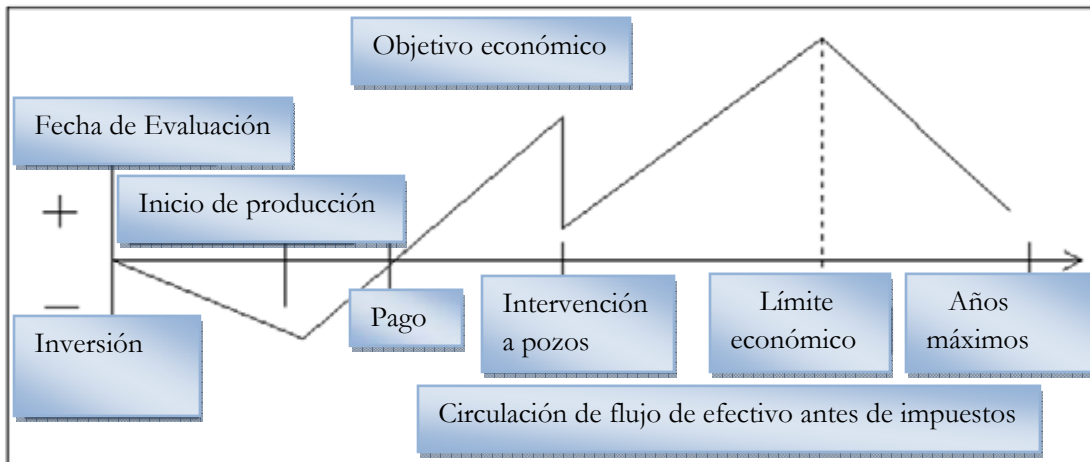 Objetivo económico
Fecha de Evaluación
Inicio de producción
+
—
Inversión
Pago
Intervención
a pozos
Límite
económico
Años
máximos
Circulación de flujo de efectivo antes de impuestos